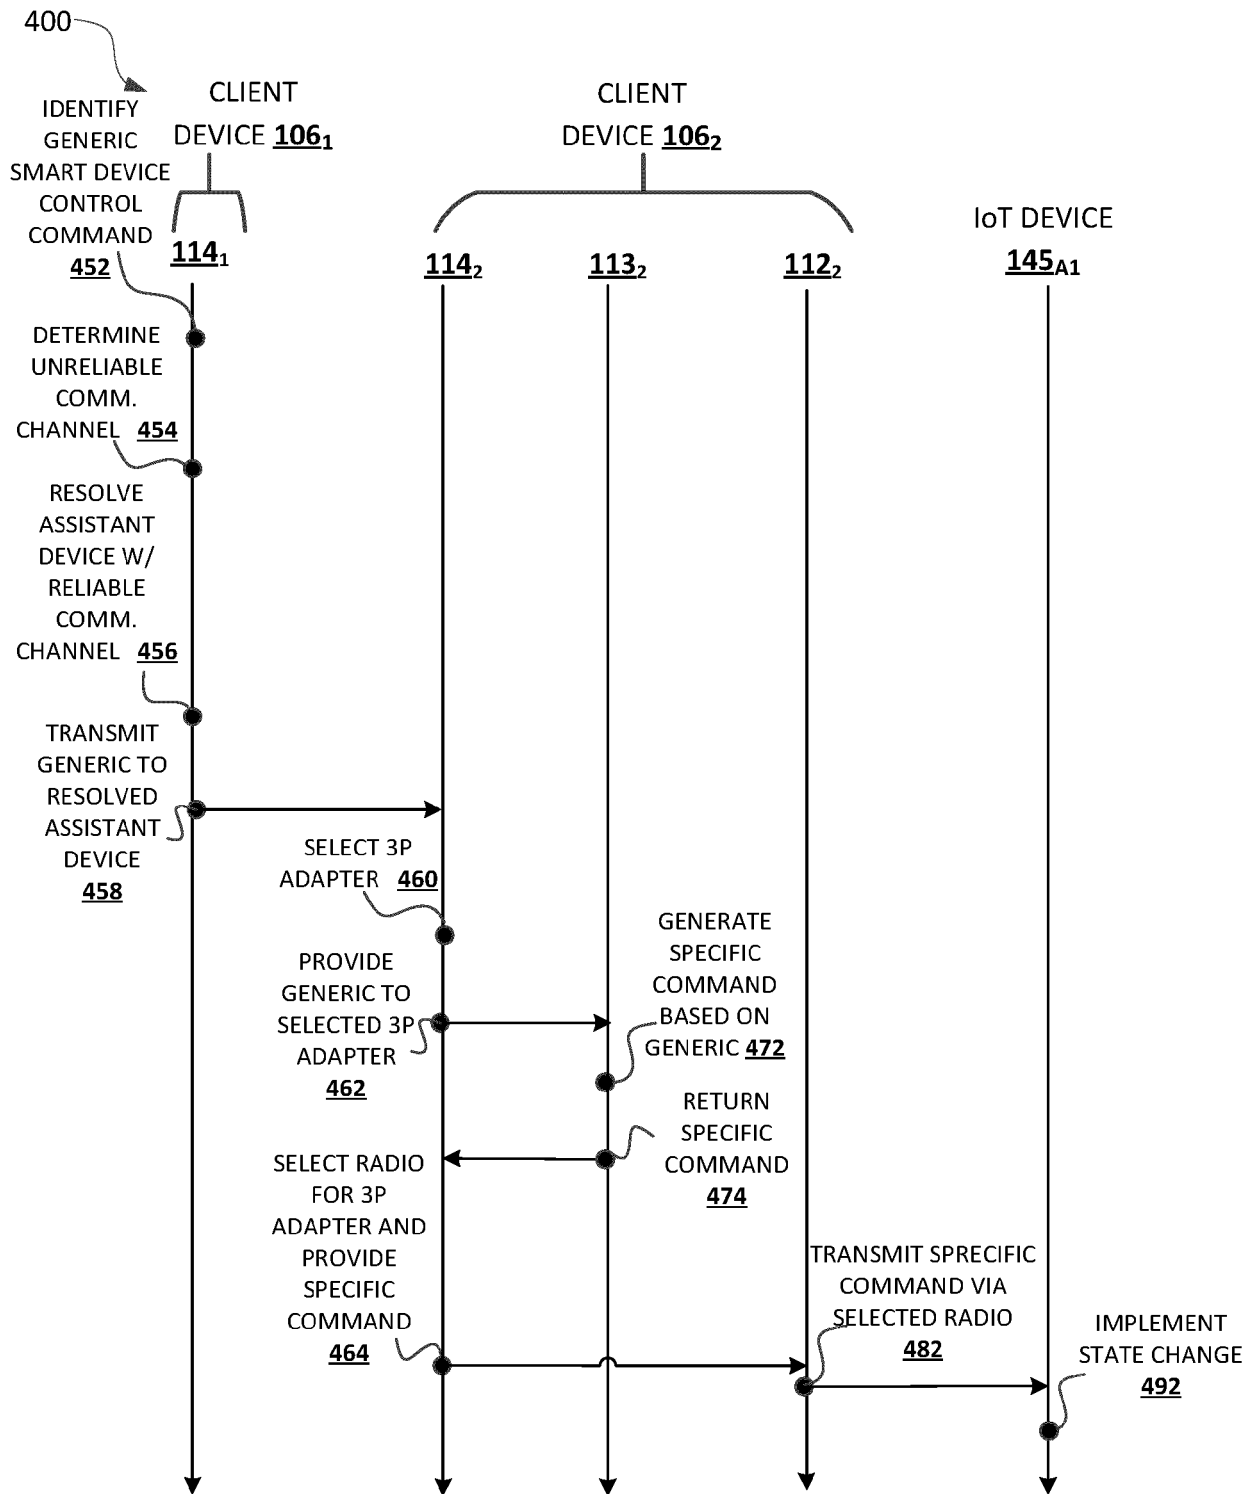 400
IDENTIFY
GENERIC
SMART DEVICE
CONTROL
COMMAND
452
CLIENT
DEVICE 106₁
114₁
CLIENT
DEVICE 106₂
114₂
113₂
112₂
IoT DEVICE
145A1
DETERMINE
UNRELIABLE
COMM.
CHANNEL 454
RESOLVE
ASSISTANT
DEVICE W/
RELIABLE
COMM.
CHANNEL 456
TRANSMIT
GENERIC TO
RESOLVED
ASSISTANT
DEVICE
458
SELECT 3P
ADAPTER 460
PROVIDE
GENERIC TO
SELECTED 3P
ADAPTER
462
GENERATE
SPECIFIC
COMMAND
BASED ON
GENERIC 472
RETURN
SPECIFIC
COMMAND
474
SELECT RADIO
FOR 3P
ADAPTER AND
PROVIDE
SPECIFIC
COMMAND
464
TRANSMIT SPRECIFIC
COMMAND VIA
SELECTED RADIO
482
IMPLEMENT
STATE CHANGE
492